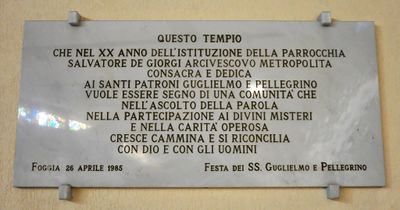 QUESTO TEMPIO
CHE NEL XX ANNO DELL'ISTITUZIONE DELLA PARROCCHIA
SALVATORE DE GIORGI ARCIVESCOVO METROPOLITA
CONSACRA E DEDICA
AI SANTI PATRONI GUGLIELMO E PELLEGRINO
VUOLE ESSERE SEGNO DI UNA COMUNITA' CHE
NELL'ASCOLTO DELLA PAROLA
NELLA PARTECIPAZIONE AI DIVINI MISTERI
E NELLA CARITA' OPEROSA
CRESCE CAMMINA E SI RICONCILIA
CON DIO E CON GLI UOMINI
FOGGIA 26 APRILE 1985 FESTA DEI SS. GUGLIELMO E PELLEGRINO